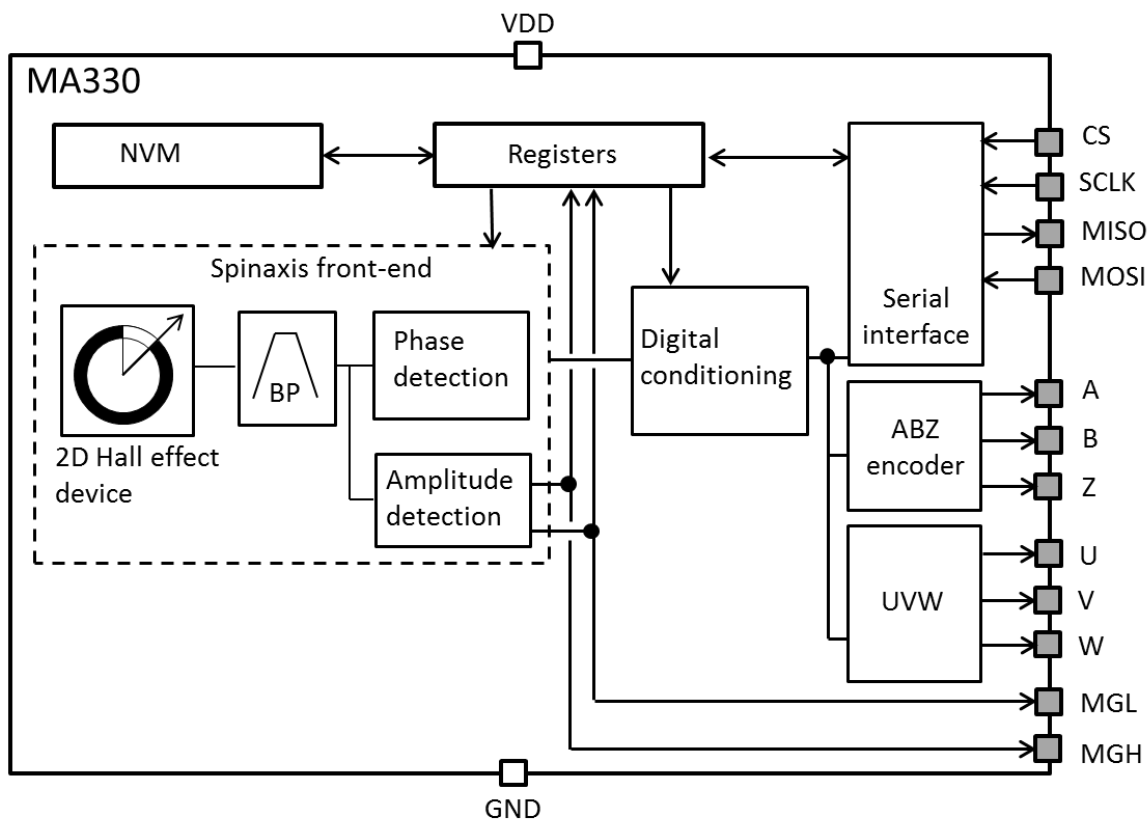 VDD
MA330
NVM
Registers
CS
SCLK
MISO
MOSI
Spinaxis front-end
Serial
interface
Phase
detection
BP
Digital
conditioning
2D Hall effect
device
Amplitude
detection
ABZ
encoder
A
B
Z
UVW
U
V
W
MGL
MGH
GND